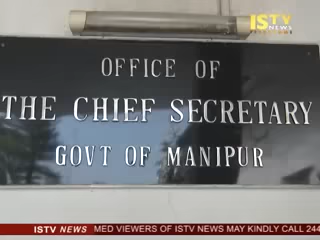 ISTV
NEWS
OFFICE OF
THE CHIEF SECRETARY
GOVT OF MANIPUR
ISTV NEWS MED VIEWERS OF ISTV NEWS MAY KINDLY CALL 244